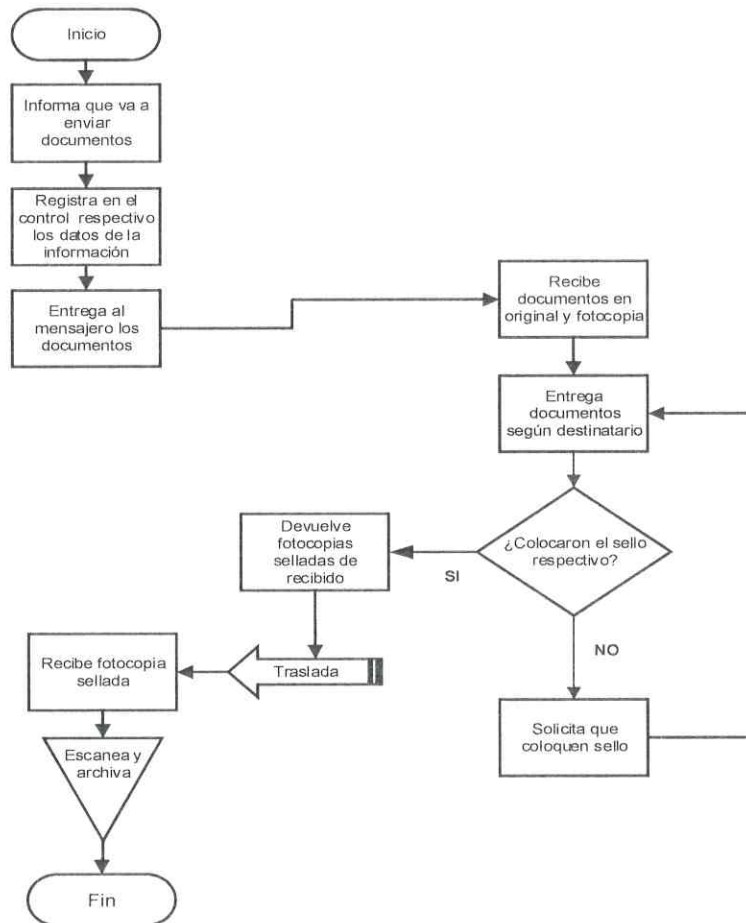 Inicio
Informa que va a
enviar
documentos
Registra en el
control respectivo
los datos de la
información
Entrega al
mensajero los
documentos
Recibe
documentos en
original y fotocopia
Entrega
documentos
según destinatario
¿Colocaron el sello
respectivo?
SI
NO
Devuelve
fotocopias
selladas de
recibido
Traslada
Recibe fotocopia
sellada
Escanea y
archiva
Solicita que
coloquen sello
Fin